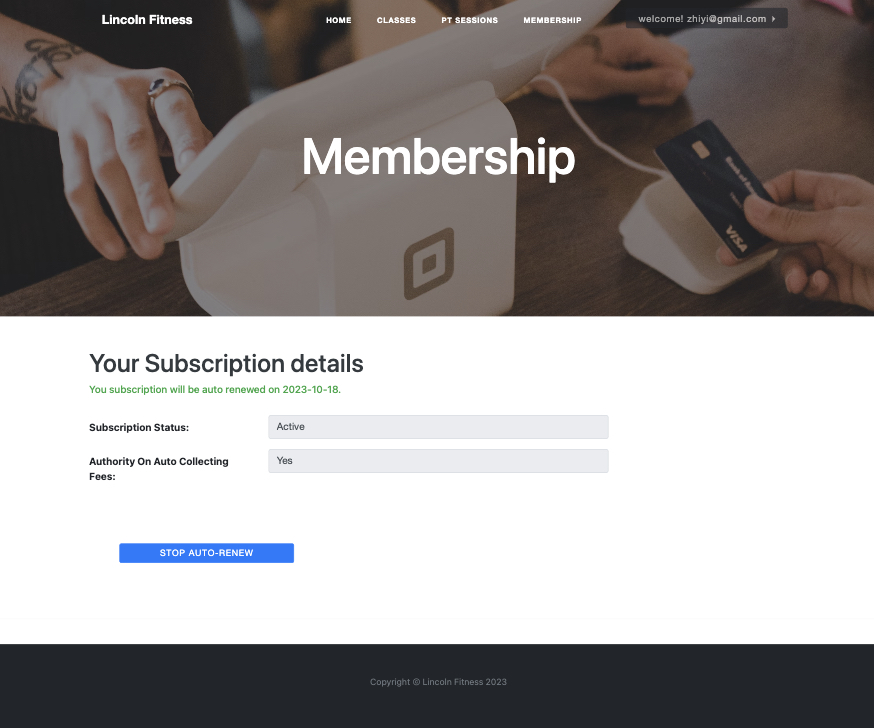 Lincoln Fitness
HOME CLASSES PT SESSIONS MEMBERSHIP
welcome! zhiyi@gmail.com
Membership
VISA
Your Subscription details
You subscription will be auto renewed on 2023-10-18.
Subscription Status: Active
Authority On Auto Collecting Yes
Fees:
STOP AUTO-RENEW
Copyright © Lincoln Fitness 2023